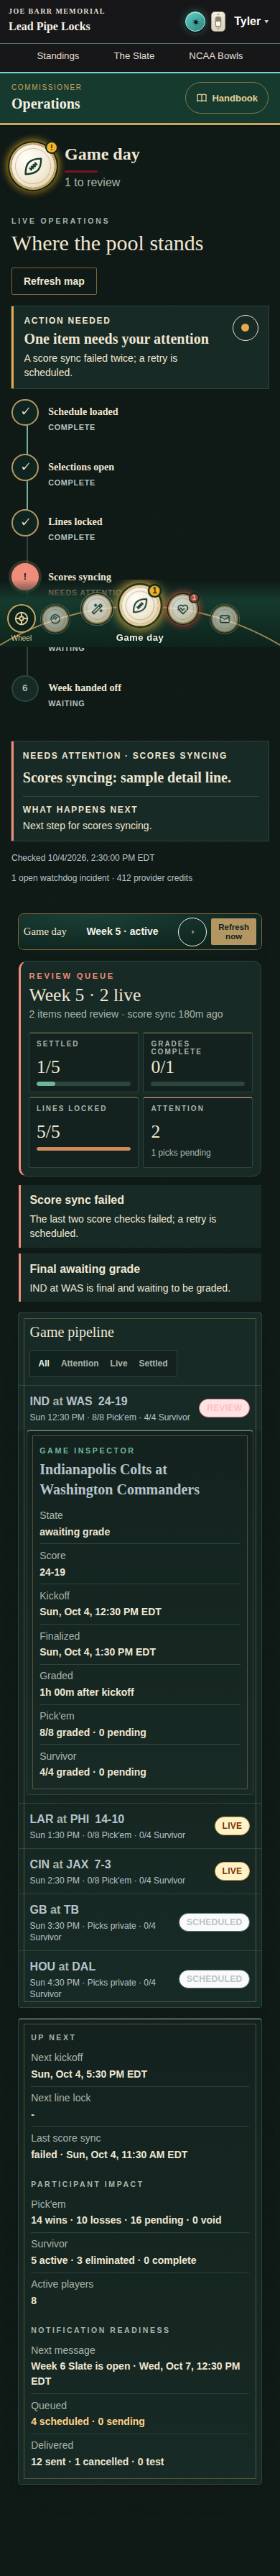 JOE BARR MEMORIAL
Lead Pipe Locks
Tyler
Standings
The Slate
NCAA Bowls
COMMISSIONER
Operations
Handbook
!
Game day
1 to review
LIVE OPERATIONS
Where the pool stands
Refresh map
ACTION NEEDED
One item needs your attention
A score sync failed twice; a retry is
scheduled.
Schedule loaded
COMPLETE
Selections open
COMPLETE
Lines locked
COMPLETE
!
Scores syncing
NEEDS ATTENTION
1
1
Wheel
Game day
WAITING
6
Week handed off
WAITING
NEEDS ATTENTION · SCORES SYNCING
Scores syncing: sample detail line.
WHAT HAPPENS NEXT
Next step for scores syncing.
Checked 10/4/2026, 2:30:00 PM EDT
1 open watchdog incident · 412 provider credits
Game day
Week 5 · active
›
Refresh
now
REVIEW QUEUE
Week 5 · 2 live
2 items need review · score sync 180m ago
SETTLED
1/5
GRADES
COMPLETE
0/1
LINES LOCKED
5/5
ATTENTION
2
1 picks pending
Score sync failed
The last two score checks failed; a retry is
scheduled.
Final awaiting grade
IND at WAS is final and waiting to be graded.
Game pipeline
All
Attention
Live
Settled
IND at WAS 24-19
Sun 12:30 PM · 8/8 Pick'em · 4/4 Survivor
REVIEW
GAME INSPECTOR
Indianapolis Colts at
Washington Commanders
State
awaiting grade
Score
24-19
Kickoff
Sun, Oct 4, 12:30 PM EDT
Finalized
Sun, Oct 4, 1:30 PM EDT
Graded
1h 00m after kickoff
Pick'em
8/8 graded · 0 pending
Survivor
4/4 graded · 0 pending
LAR at PHI 14-10
Sun 1:30 PM · 0/8 Pick'em · 0/4 Survivor
LIVE
CIN at JAX 7-3
Sun 2:30 PM · 0/8 Pick'em · 0/4 Survivor
LIVE
GB at TB
Sun 3:30 PM · Picks private · 0/4
Survivor
SCHEDULED
HOU at DAL
Sun 4:30 PM · Picks private · 0/4
Survivor
SCHEDULED
UP NEXT
Next kickoff
Sun, Oct 4, 5:30 PM EDT
Next line lock
-
Last score sync
failed · Sun, Oct 4, 11:30 AM EDT
PARTICIPANT IMPACT
Pick'em
14 wins · 10 losses · 16 pending · 0 void
Survivor
5 active · 3 eliminated · 0 complete
Active players
8
NOTIFICATION READINESS
Next message
Week 6 Slate is open · Wed, Oct 7, 12:30 PM
EDT
Queued
4 scheduled · 0 sending
Delivered
12 sent · 1 cancelled · 0 test